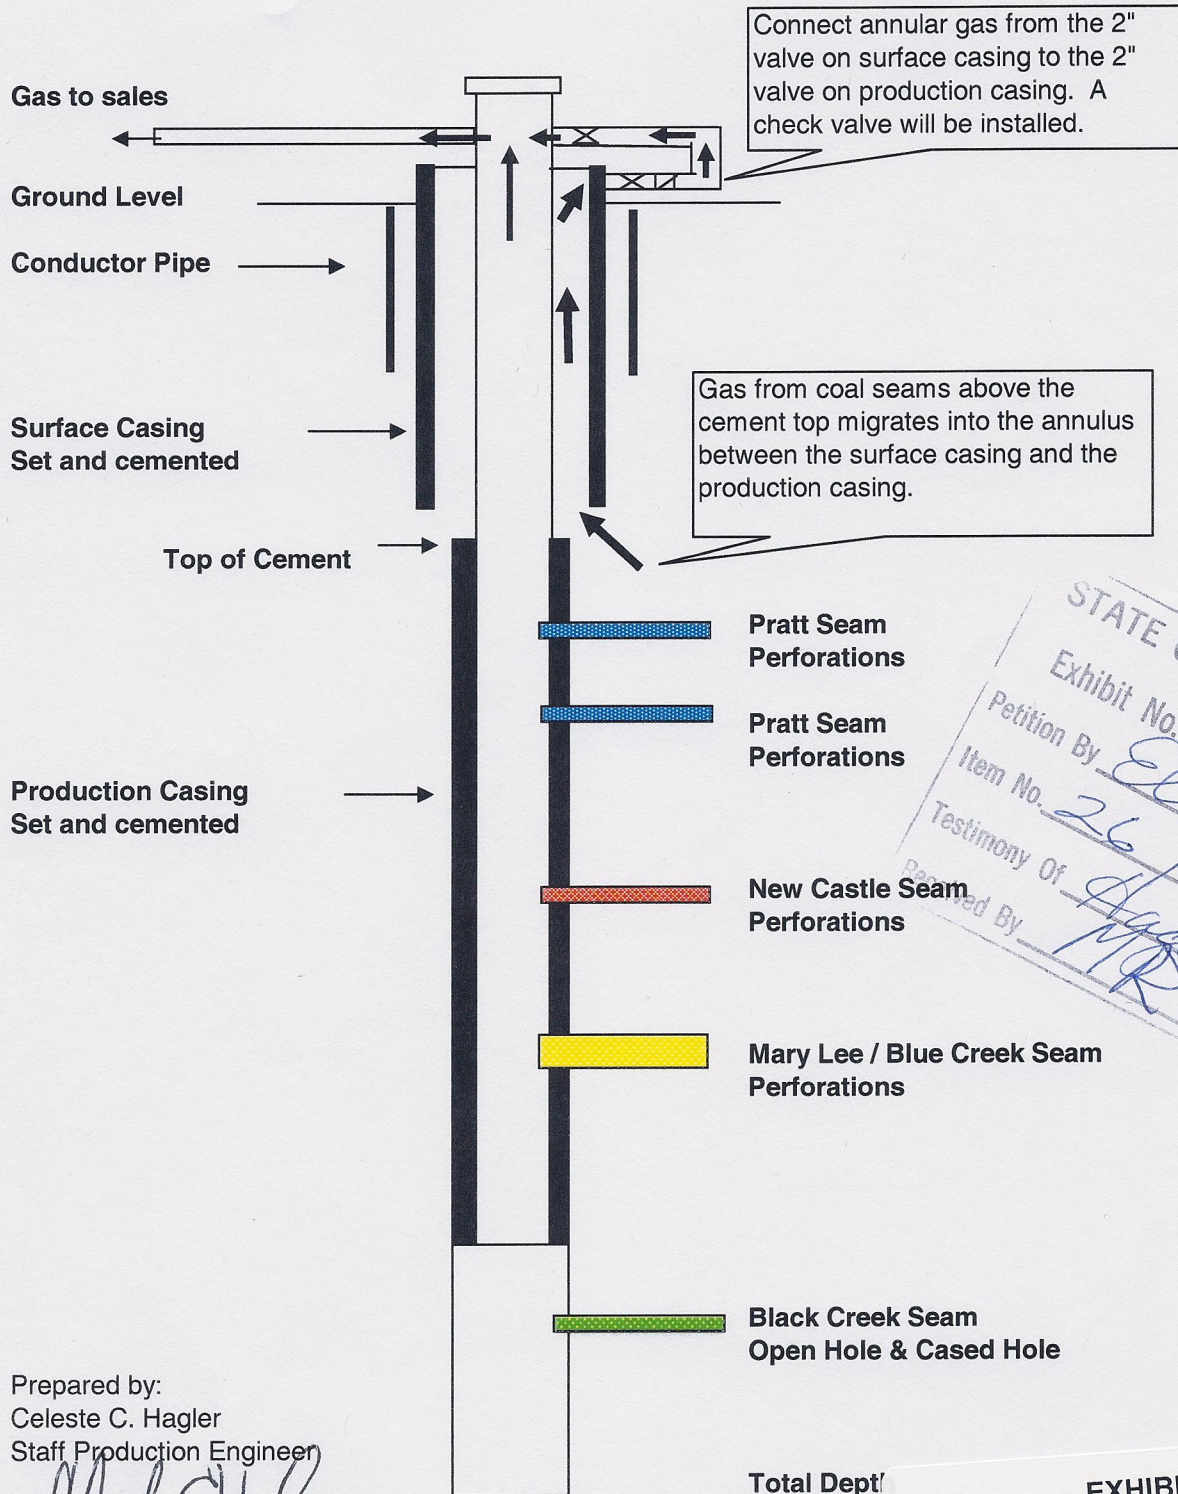 Connect annular gas from the 2"
valve on surface casing to the 2"
valve on production casing.  A
check valve will be installed.
Gas to sales
Ground Level
Conductor Pipe
Gas from coal seams above the
cement top migrates into the annulus
between the surface casing and the
production casing.
Surface Casing
Set and cemented
Top of Cement
Pratt Seam
Perforations
Pratt Seam
Perforations
Production Casing
Set and cemented
New Castle Seam
Perforations
Mary Lee / Blue Creek Seam
Perforations
STATE
Exhibit No.
Petition By
Item No. 26
Testimony Of
Received By MR
Black Creek Seam
Open Hole & Cased Hole
Prepared by:
Celeste C. Hagler
Staff Production Engineer
Total